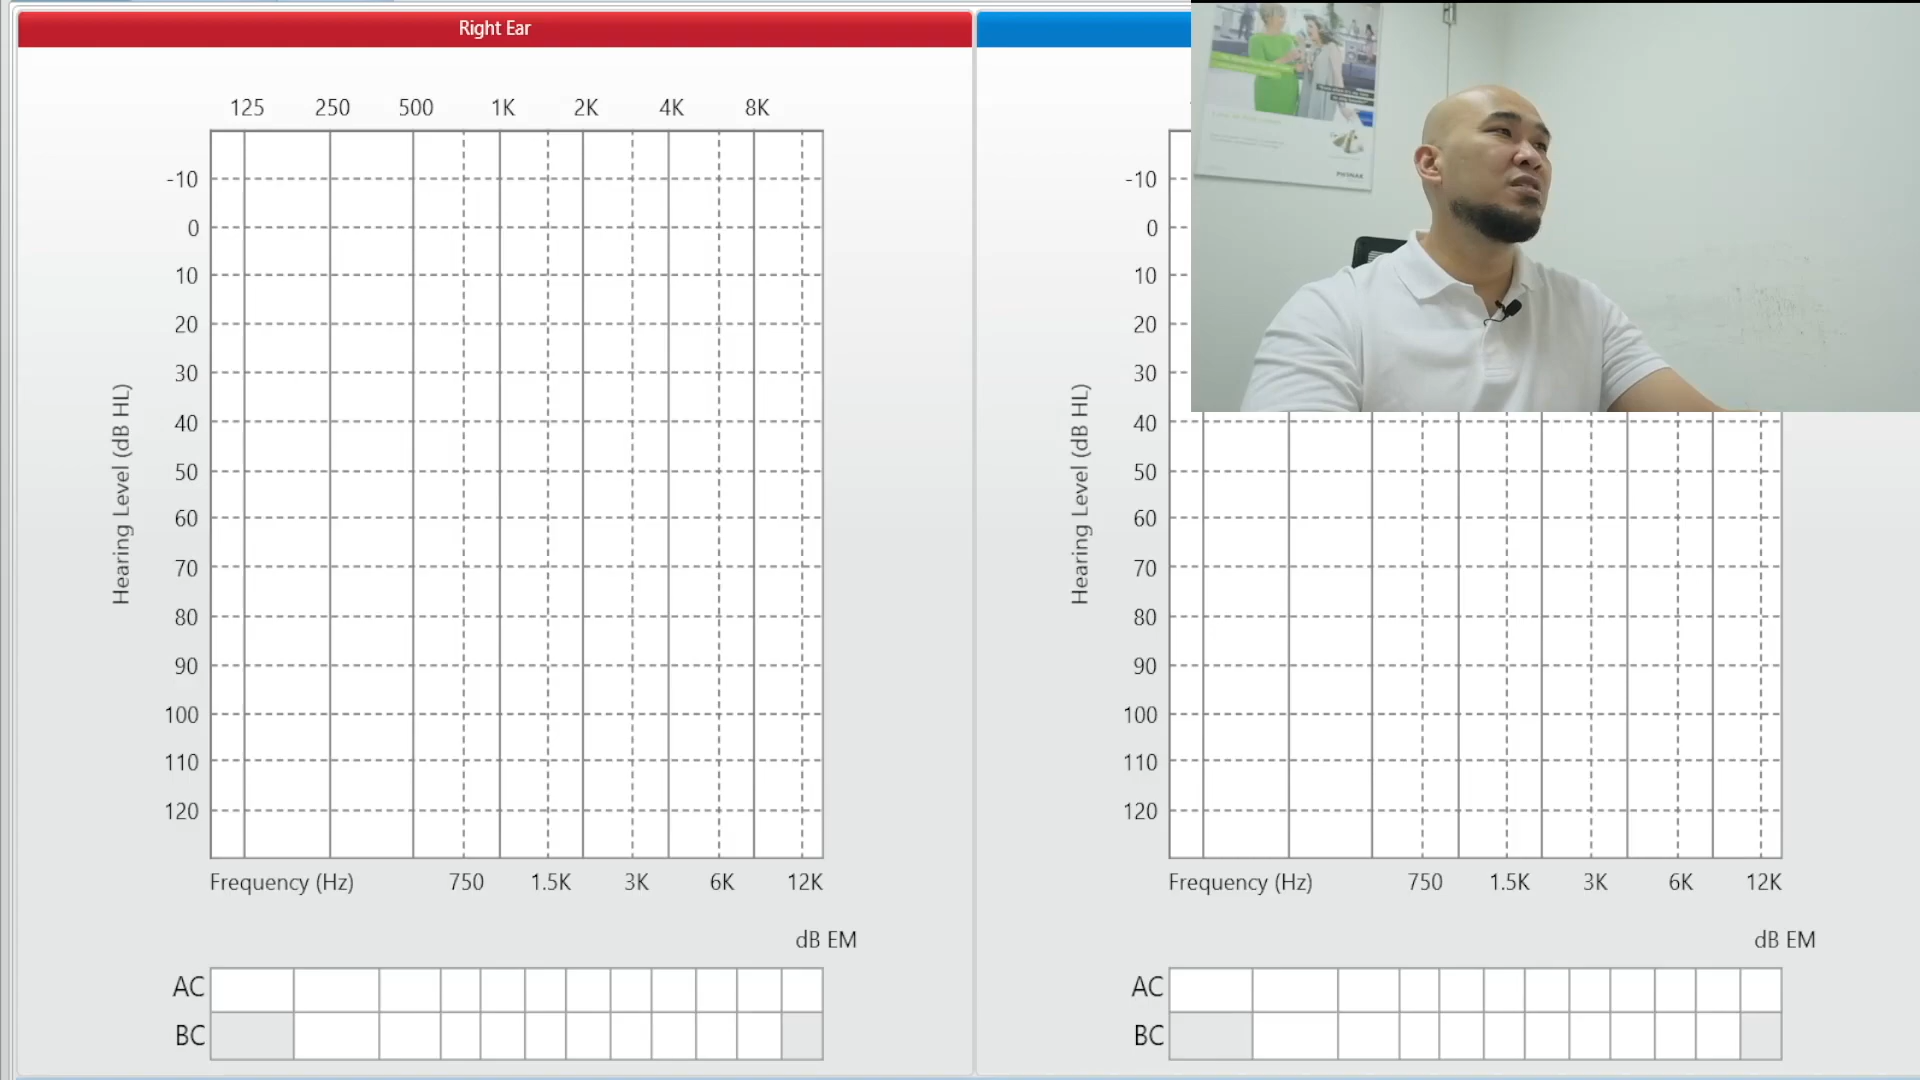 Right Ear
125 250 500 1K 2K 4K 8K
-10
0
10
20
30
40
50
60
70
80
90
100
110
120
Hearing Level (dB HL)
Frequency (Hz) 750 1.5K 3K 6K 12K
dB EM
AC
BC
-10
0
10
20
30
40
50
60
70
80
90
100
110
120
Hearing Level (dB HL)
Frequency (Hz) 750 1.5K 3K 6K 12K
dB EM
AC
BC
PHONAK